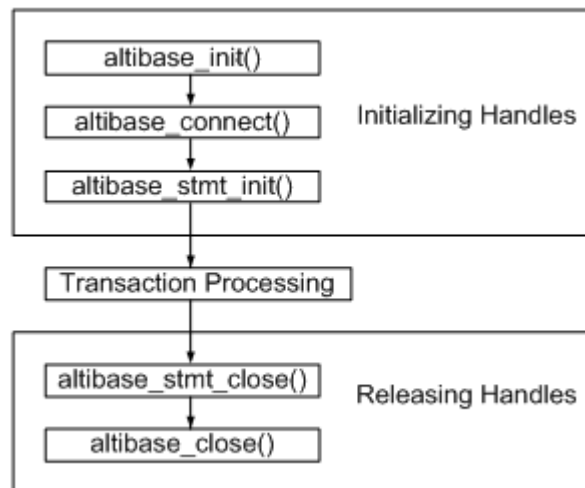 altibase_init()
altibase_connect()
Initializing Handles
altibase_stmt_init()
Transaction Processing
altibase_stmt_close()
Releasing Handles
altibase_close()